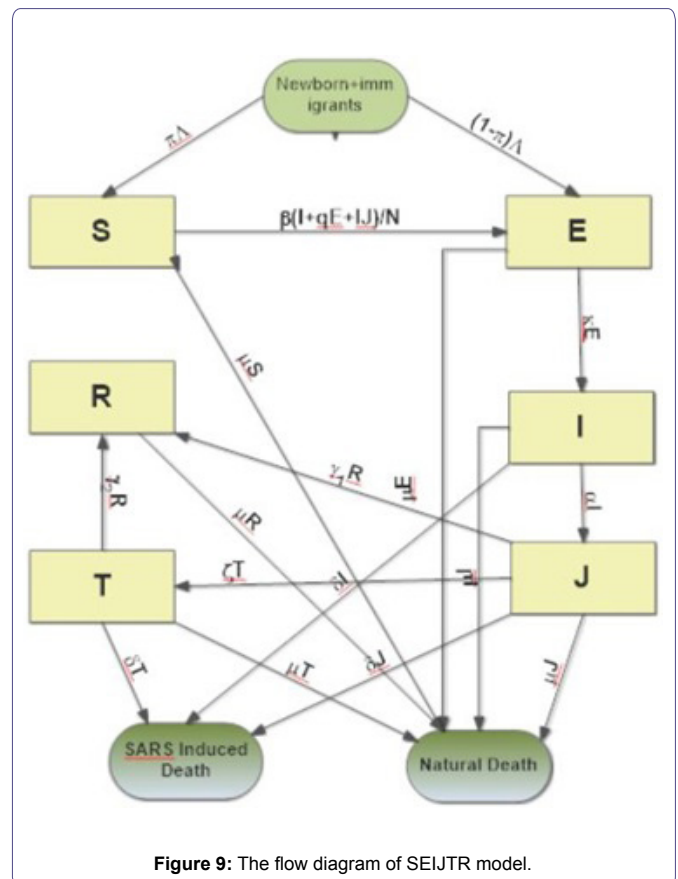 Newborn+imm
igrants
πΛ
(1-π)Λ
S
β(I+qE+lJ)/N
E
κE
μS
R
I
γ₁R
μE
αI
γ₂R
μR
ζT
δI
μI
J
T
δT
μT
δJ
μJ
SARS Induced
Death
Natural Death
Figure 9: The flow diagram of SEIJTR model.